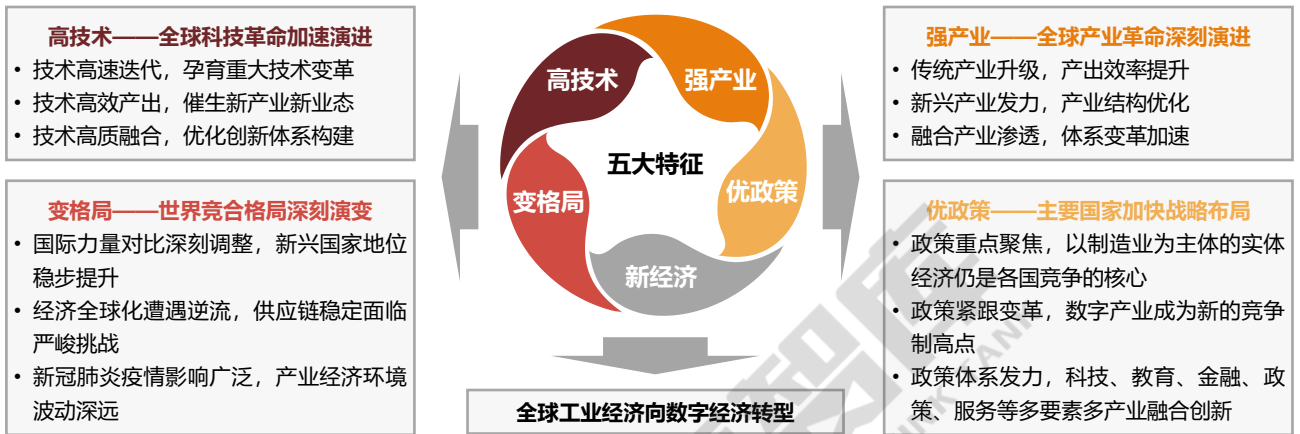 高技术——全球科技革命加速演进
• 技术高速迭代，孕育重大技术变革
• 技术高效产出，催生新产业新业态
• 技术高质融合，优化创新体系构建
变格局——世界竞合格局深刻演变
• 国际力量对比深刻调整，新兴国家地位
稳步提升
• 经济全球化遭遇逆流，供应链稳定面临
严峻挑战
• 新冠肺炎疫情影响广泛，产业经济环境
波动深远
高技术
强产业
五大特征
变格局
优政策
新经济
全球工业经济向数字经济转型
强产业——全球产业革命深刻演进
• 传统产业升级，产出效率提升
• 新兴产业发力，产业结构优化
• 融合产业渗透，体系变革加速
优政策——主要国家加快战略布局
• 政策重点聚焦，以制造业为主体的实体
经济仍是各国竞争的核心
• 政策紧跟变革，数字产业成为新的竞争
制高点
• 政策体系发力，科技、教育、金融、政
策、服务等多要素多产业融合创新
智库